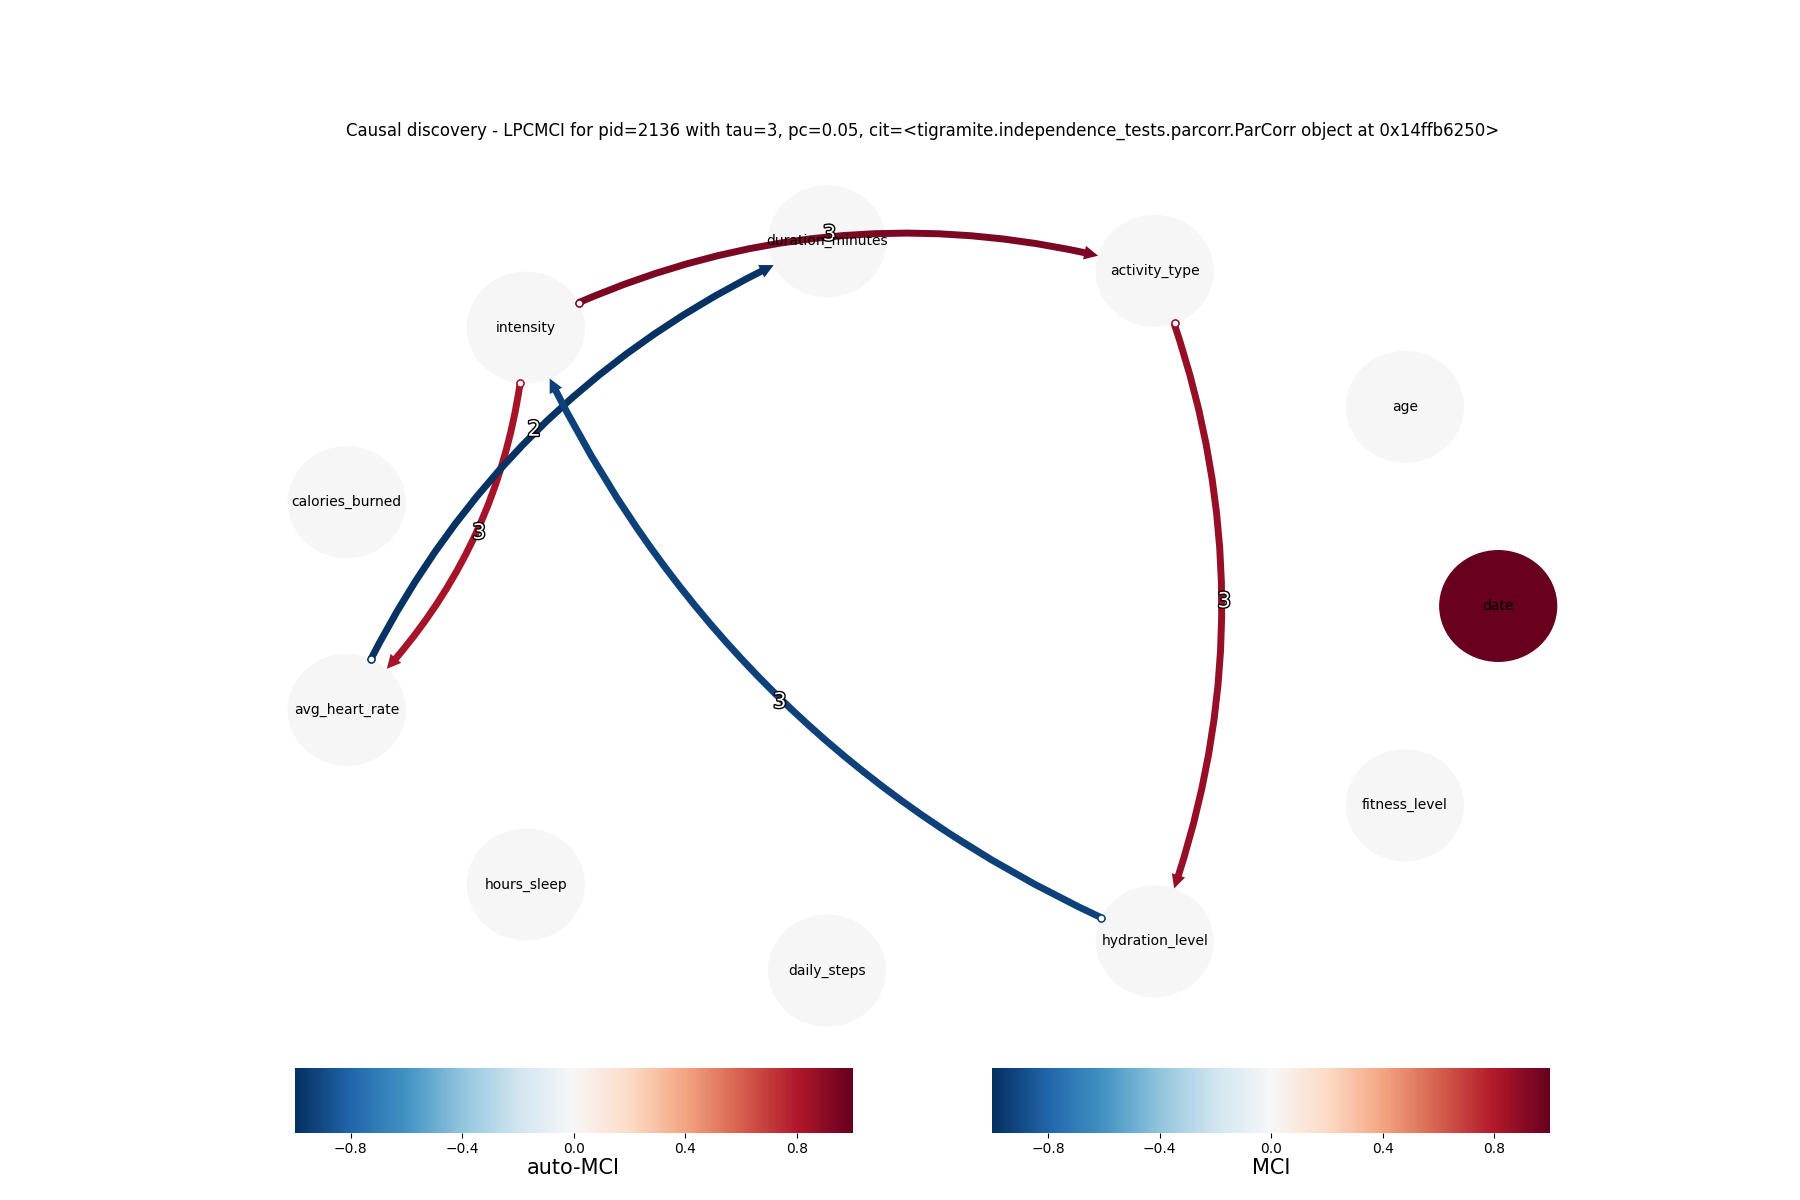 Causal discovery - LPCMCI for pid=2136 with tau=3, pc=0.05, cit=<tigramite.independence_tests.parcorr.ParCorr object at 0x14ffb6250>
duration_minutes
3
activity_type
intensity
age
2
calories_burned
3
3
date
3
avg_heart_rate
fitness_level
hours_sleep
hydration_level
daily_steps
−0.8 −0.4 0.0 0.4 0.8
auto-MCI
−0.8 −0.4 0.0 0.4 0.8
MCI